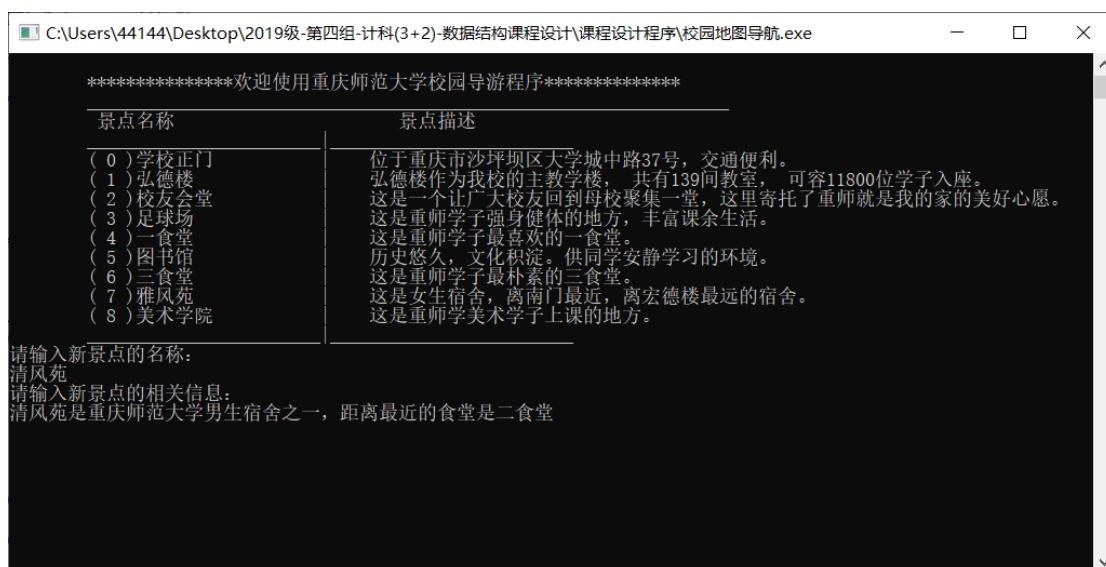 C:\Users\44144\Desktop\2019级-第四组-计科(3+2)-数据结构课程设计\课程设计程序\校园地图导航.exe
***************欢迎使用重庆师范大学校园导游程序**************
景点名称 景点描述
( 0 )学校正门 | 位于重庆市沙坪坝区大学城中路37号，交通便利。
( 1 )弘德楼 | 弘德楼作为我校的主教学楼， 共有139间教室， 可容11800位学子入座。
( 2 )校友会堂 | 这是一个让广大校友回到母校聚集一堂，这里寄托了重师就是我的家的美好心愿。
( 3 )足球场 | 这是重师学子强身健体的地方，丰富课余生活。
( 4 )一食堂 | 这是重师学子最喜欢的一食堂。
( 5 )图书馆 | 历史悠久，文化积淀。供同学安静学习的环境。
( 6 )三食堂 | 这是重师学子最朴素的三食堂。
( 7 )雅风苑 | 这是女生宿舍，离南门最近，离宏德楼最远的宿舍。
( 8 )美术学院 | 这是重师学美术学子上课的地方。
请输入新景点的名称：
清风苑
请输入新景点的相关信息：
清风苑是重庆师范大学男生宿舍之一，距离最近的食堂是二食堂